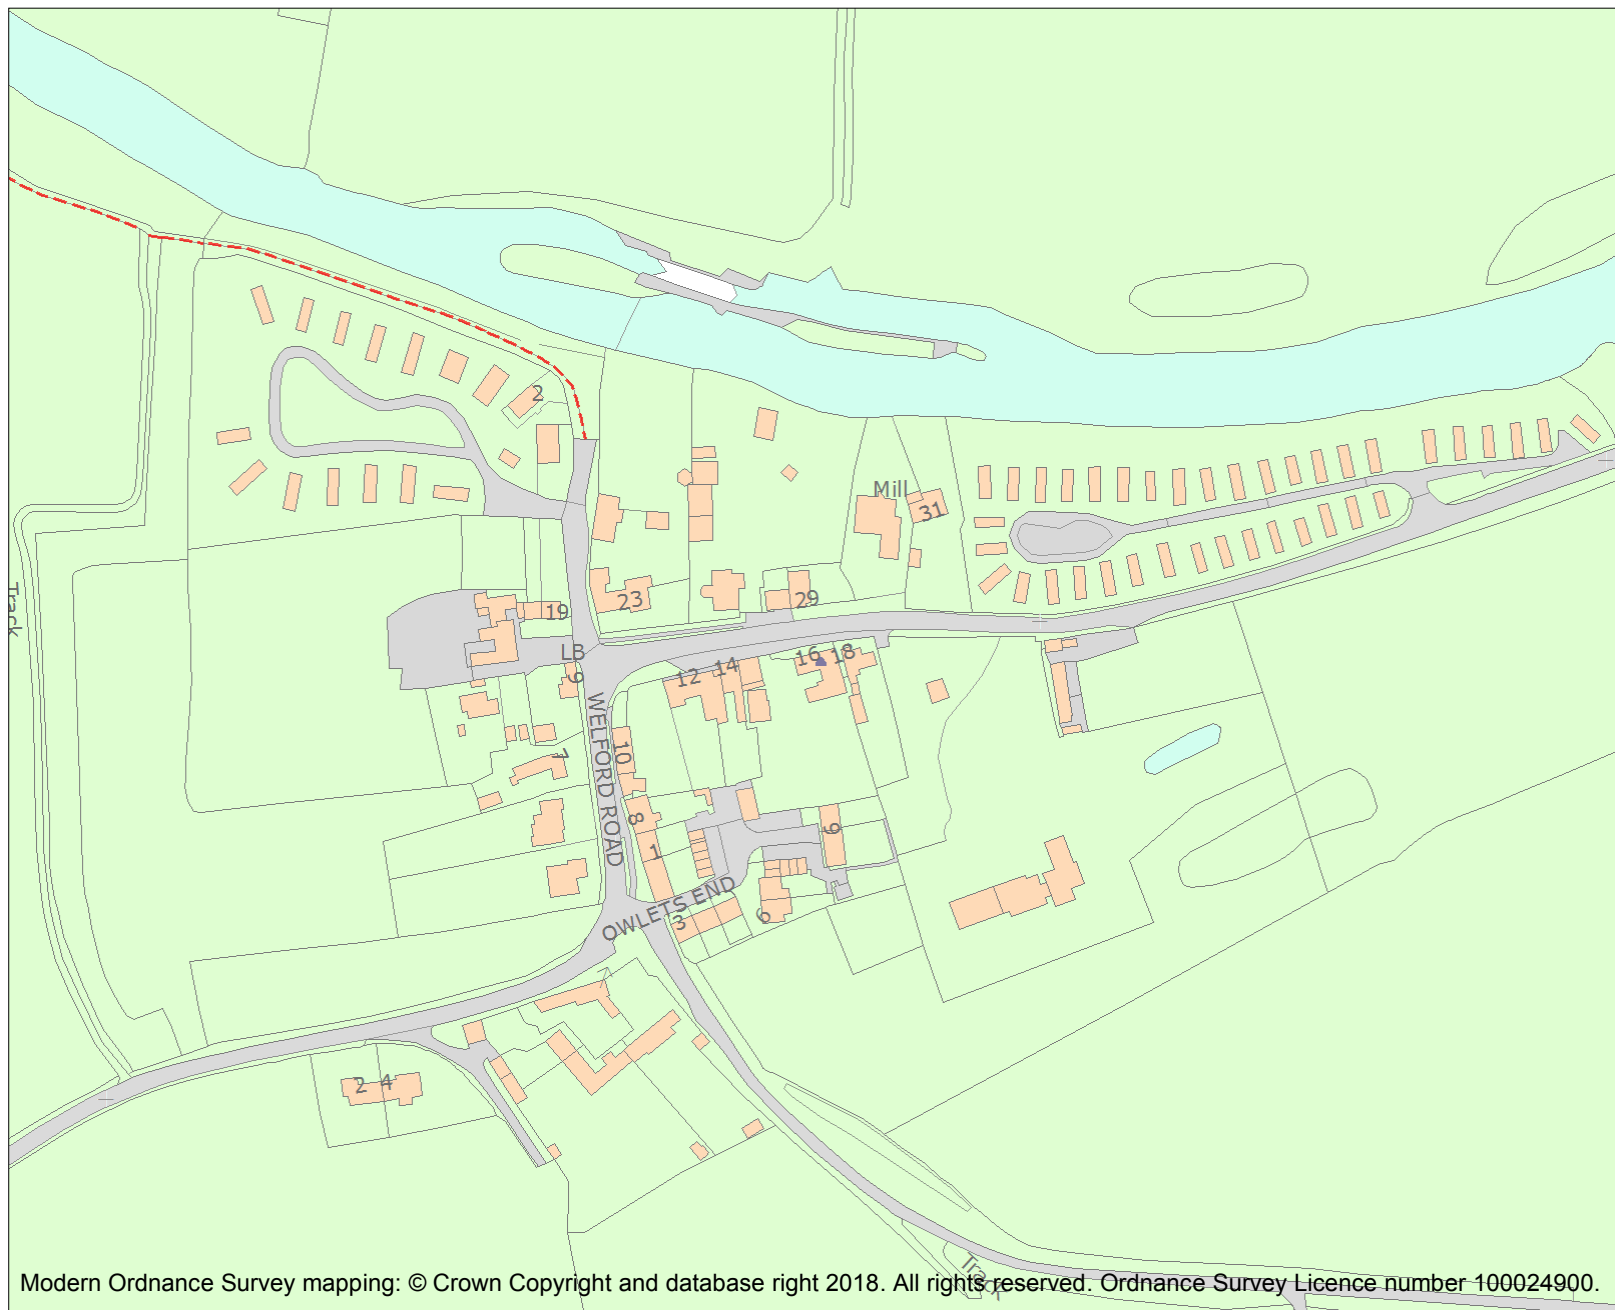 2
Mill
31
Track
23
29
19
LB
9
16
18
14
12
WELFORD ROAD
10
7
8
9
1
OWLETS END
3
6
2 4
Track
Modern Ordnance Survey mapping: © Crown Copyright and database right 2018. All rights reserved. Ordnance Survey Licence number 100024900.